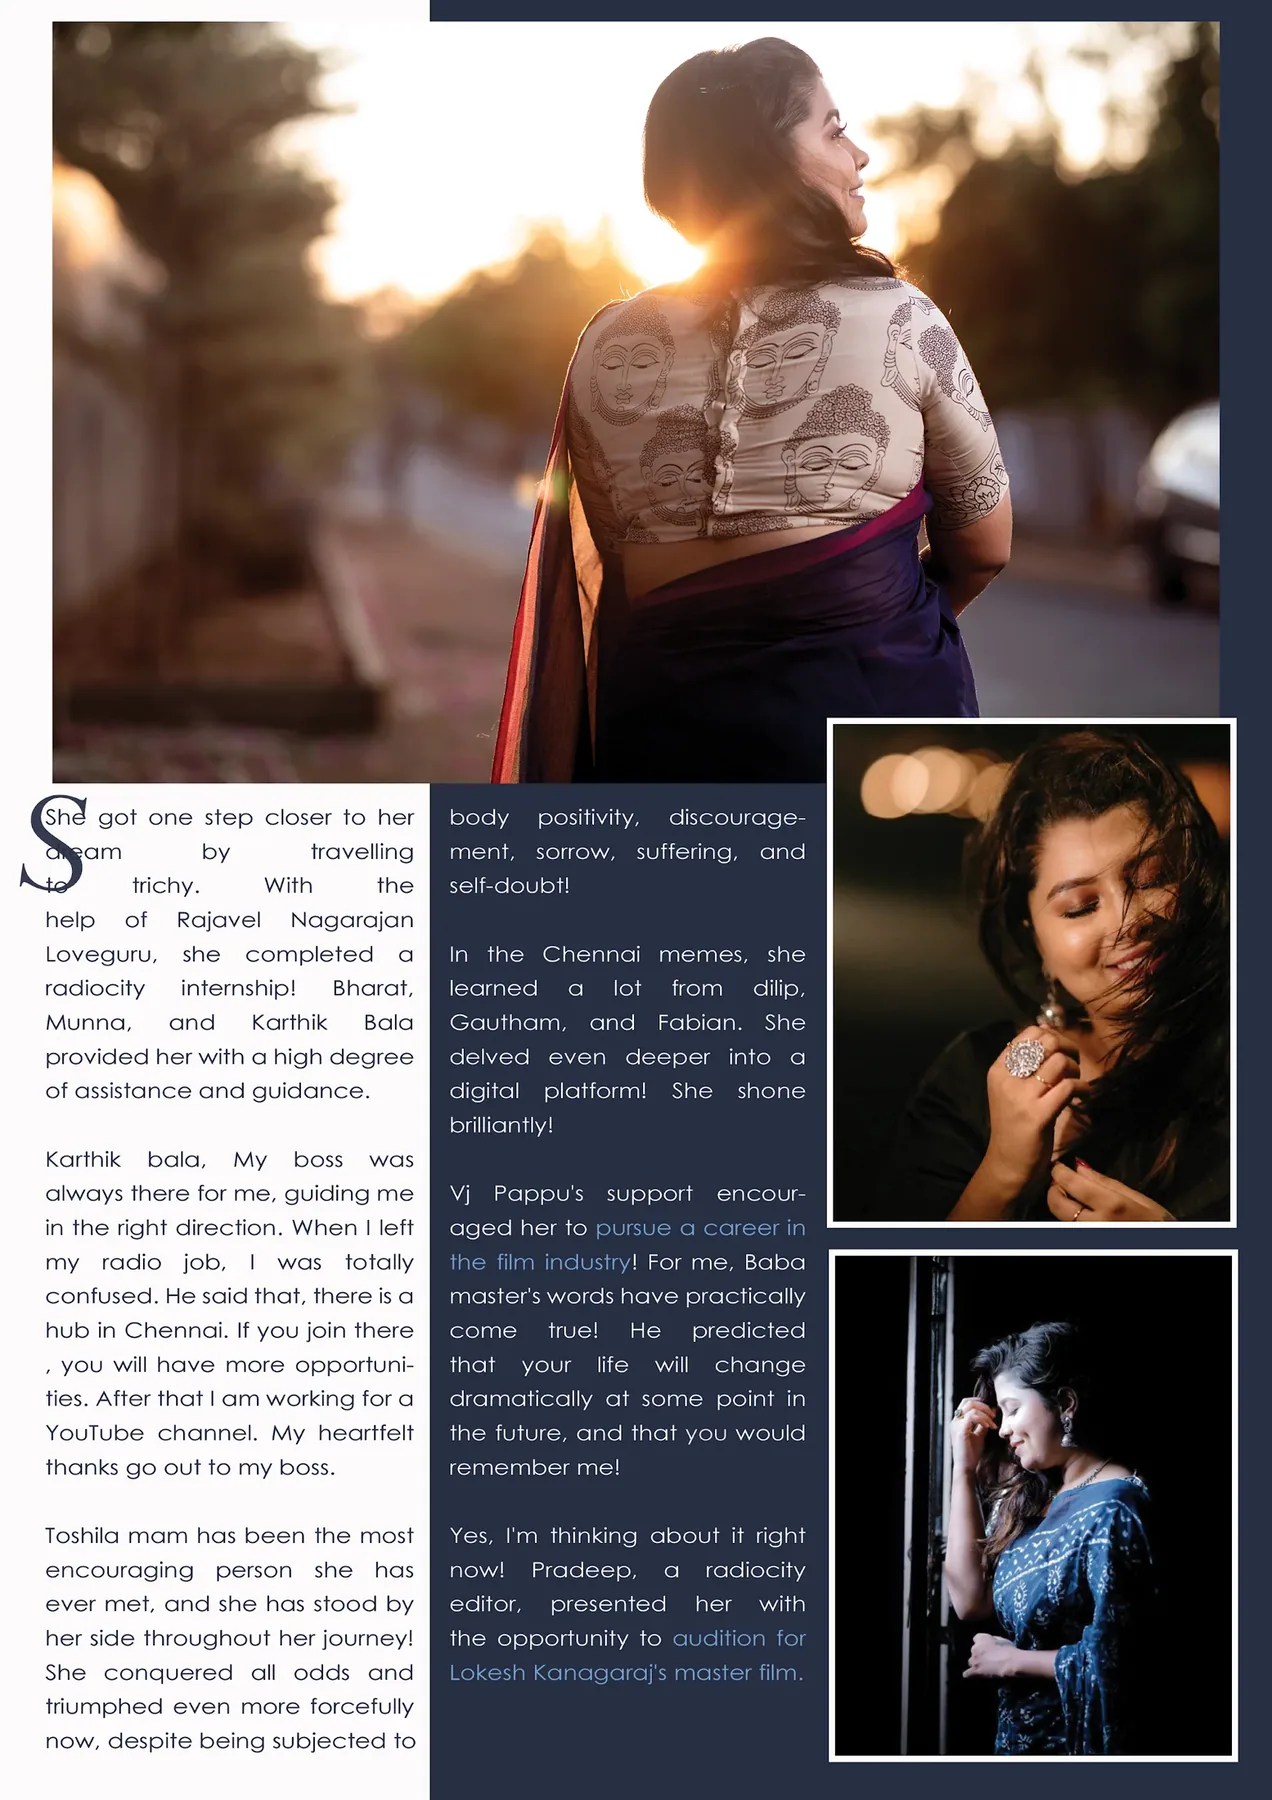 She got one step closer to her
dream by travelling
to trichy. With the
help of Rajavel Nagarajan
Loveguru, she completed a
radiocity internship! Bharat,
Munna, and Karthik Bala
provided her with a high degree
of assistance and guidance.
Karthik bala, My boss was
always there for me, guiding me
in the right direction. When I left
my radio job, I was totally
confused. He said that, there is a
hub in Chennai. If you join there
, you will have more opportuni-
ties. After that I am working for a
YouTube channel. My heartfelt
thanks go out to my boss.
Toshila mam has been the most
encouraging person she has
ever met, and she has stood by
her side throughout her journey!
She conquered all odds and
triumphed even more forcefully
now, despite being subjected to
body positivity, discourage-
ment, sorrow, suffering, and
self-doubt!
In the Chennai memes, she
learned a lot from dilip,
Gautham, and Fabian. She
delved even deeper into a
digital platform! She shone
brilliantly!
Vj Pappu's support encour-
aged her to pursue a career in
the film industry! For me, Baba
master's words have practically
come true! He predicted
that your life will change
dramatically at some point in
the future, and that you would
remember me!
Yes, I'm thinking about it right
now! Pradeep, a radiocity
editor, presented her with
the opportunity to audition for
Lokesh Kanagaraj's master film.